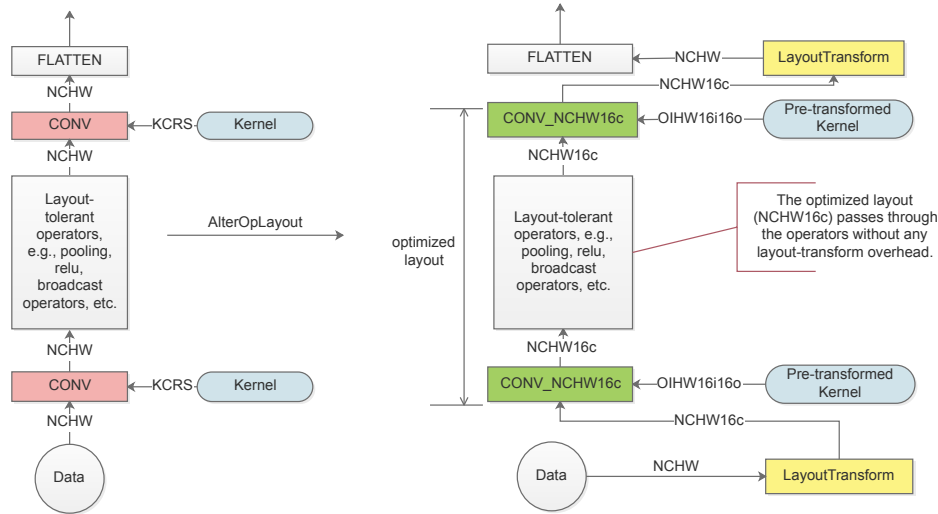 FLATTEN
NCHW
CONV
KCRS
Kernel
NCHW
Layout-
tolerant
operators,
e.g., pooling,
relu,
broadcast
operators, etc.
NCHW
CONV
KCRS
Kernel
NCHW
Data
AlterOpLayout
FLATTEN
NCHW
LayoutTransform
NCHW16c
CONV_NCHW16c
OIHW16i16o
Pre-transformed
Kernel
NCHW16c
optimized
layout
Layout-tolerant
operators, e.g.,
pooling, relu,
broadcast
operators, etc.
The optimized layout
(NCHW16c) passes through
the operators without any
layout-transform overhead.
NCHW16c
CONV_NCHW16c
OIHW16i16o
Pre-transformed
Kernel
NCHW16c
Data
NCHW
LayoutTransform